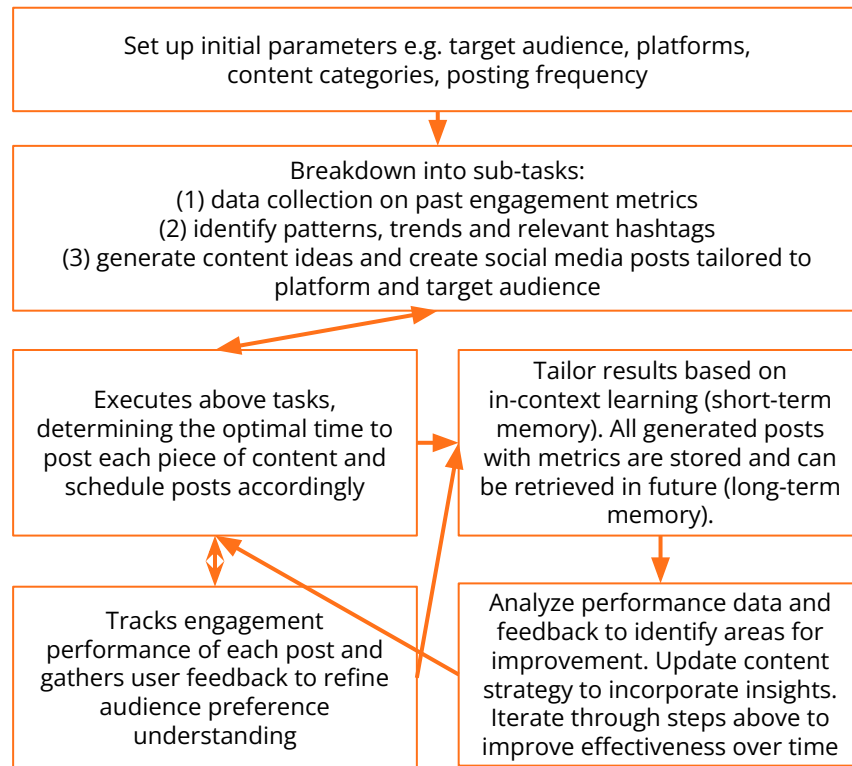 Set up initial parameters e.g. target audience, platforms,
content categories, posting frequency
Breakdown into sub-tasks:
(1) data collection on past engagement metrics
(2) identify patterns, trends and relevant hashtags
(3) generate content ideas and create social media posts tailored to
platform and target audience
Executes above tasks,
determining the optimal time to
post each piece of content and
schedule posts accordingly
Tailor results based on
in-context learning (short-term
memory). All generated posts
with metrics are stored and can
be retrieved in future (long-term
memory).
Tracks engagement
performance of each post and
gathers user feedback to refine
audience preference
understanding
Analyze performance data and
feedback to identify areas for
improvement. Update content
strategy to incorporate insights.
Iterate through steps above to
improve effectiveness over time